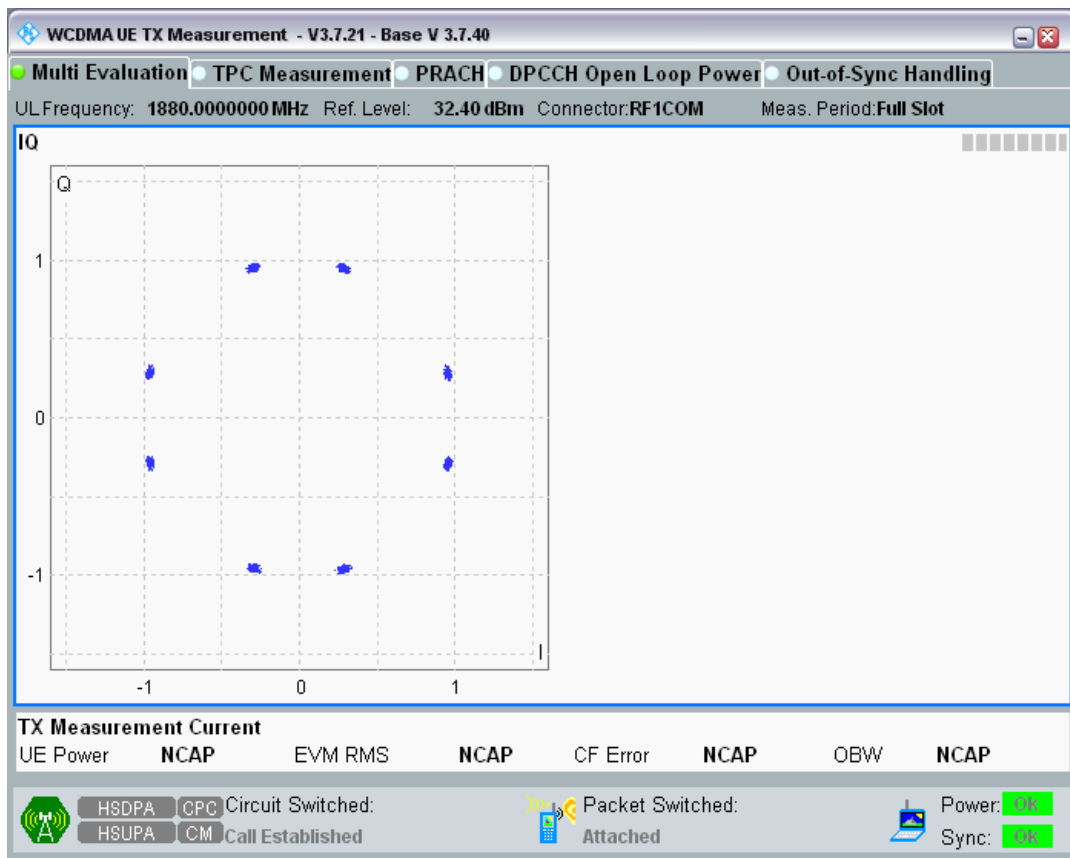 WCDMA UE TX Measurement - V3.7.21 - Base V 3.7.40
Multi Evaluation TPC Measurement PRACH DPCCH Open Loop Power Out-of-Sync Handling
UL Frequency: 1880.0000000 MHz Ref. Level: 32.40 dBm Connector:RF1COM Meas. Period:Full Slot
IQ
Q
1
0
-1
I
-1 0 1
TX Measurement Current
UE Power NCAP EVM RMS NCAP CF Error NCAP OBW NCAP
HSDPA CPC Circuit Switched: Packet Switched: Power: Ok
HSUPA CM Call Established Attached Sync: Ok